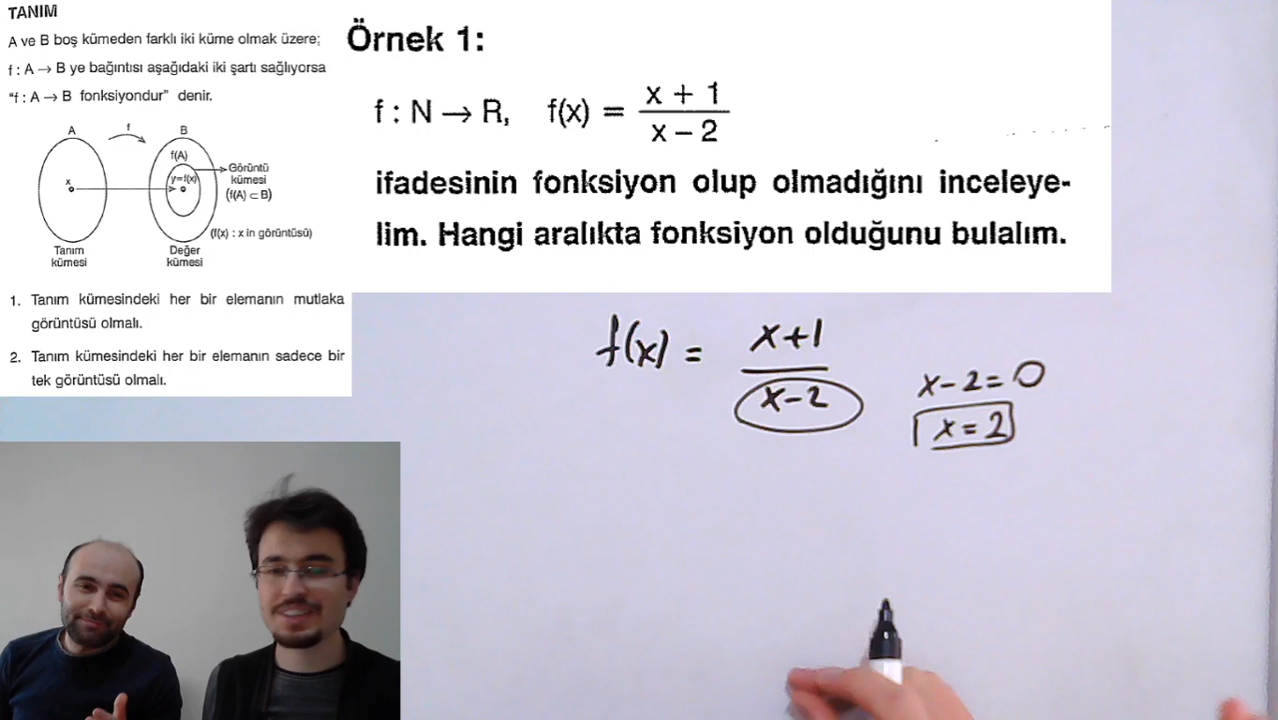 TANIM
A ve B boş kümeden farklı iki küme olmak üzere;
f : A → B ye bağıntısı aşağıdaki iki şartı sağlıyorsa
"f : A → B fonksiyondur" denir.
A f B
f(A)
Görüntü
kümesi
(f(A) ⊂ B)
x y=f(x)
(f(x) : x in görüntüsü)
Tanım
kümesi
Değer
kümesi
1. Tanım kümesindeki her bir elemanın mutlaka
görüntüsü olmalı.
2. Tanım kümesindeki her bir elemanın sadece bir
tek görüntüsü olmalı.
Örnek 1:
f : N → R, f(x) = (x + 1)/(x – 2)
ifadesinin fonksiyon olup olmadığını inceleye-
lim. Hangi aralıkta fonksiyon olduğunu bulalım.
f(x) = (x+1)/(x-2)
x-2=0
x=2